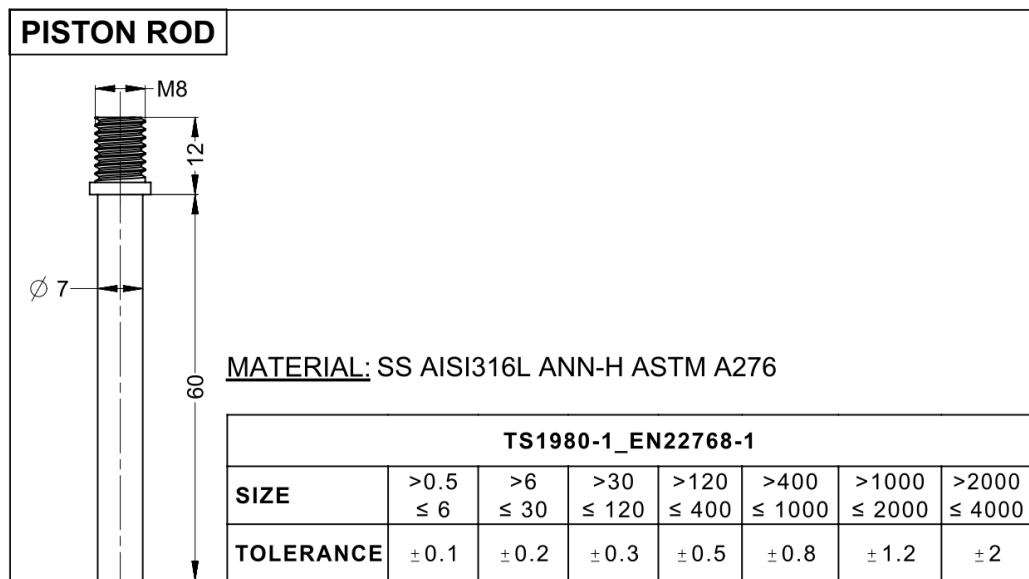 PISTON ROD
M8
12
∅ 7
60
MATERIAL: SS AISI316L ANN-H ASTM A276
TS1980-1_EN22768-1
SIZE >0.5 ≤ 6 >6 ≤ 30 >30 ≤ 120 >120 ≤ 400 >400 ≤ 1000 >1000 ≤ 2000 >2000 ≤ 4000
TOLERANCE ±0.1 ±0.2 ±0.3 ±0.5 ±0.8 ±1.2 ±2